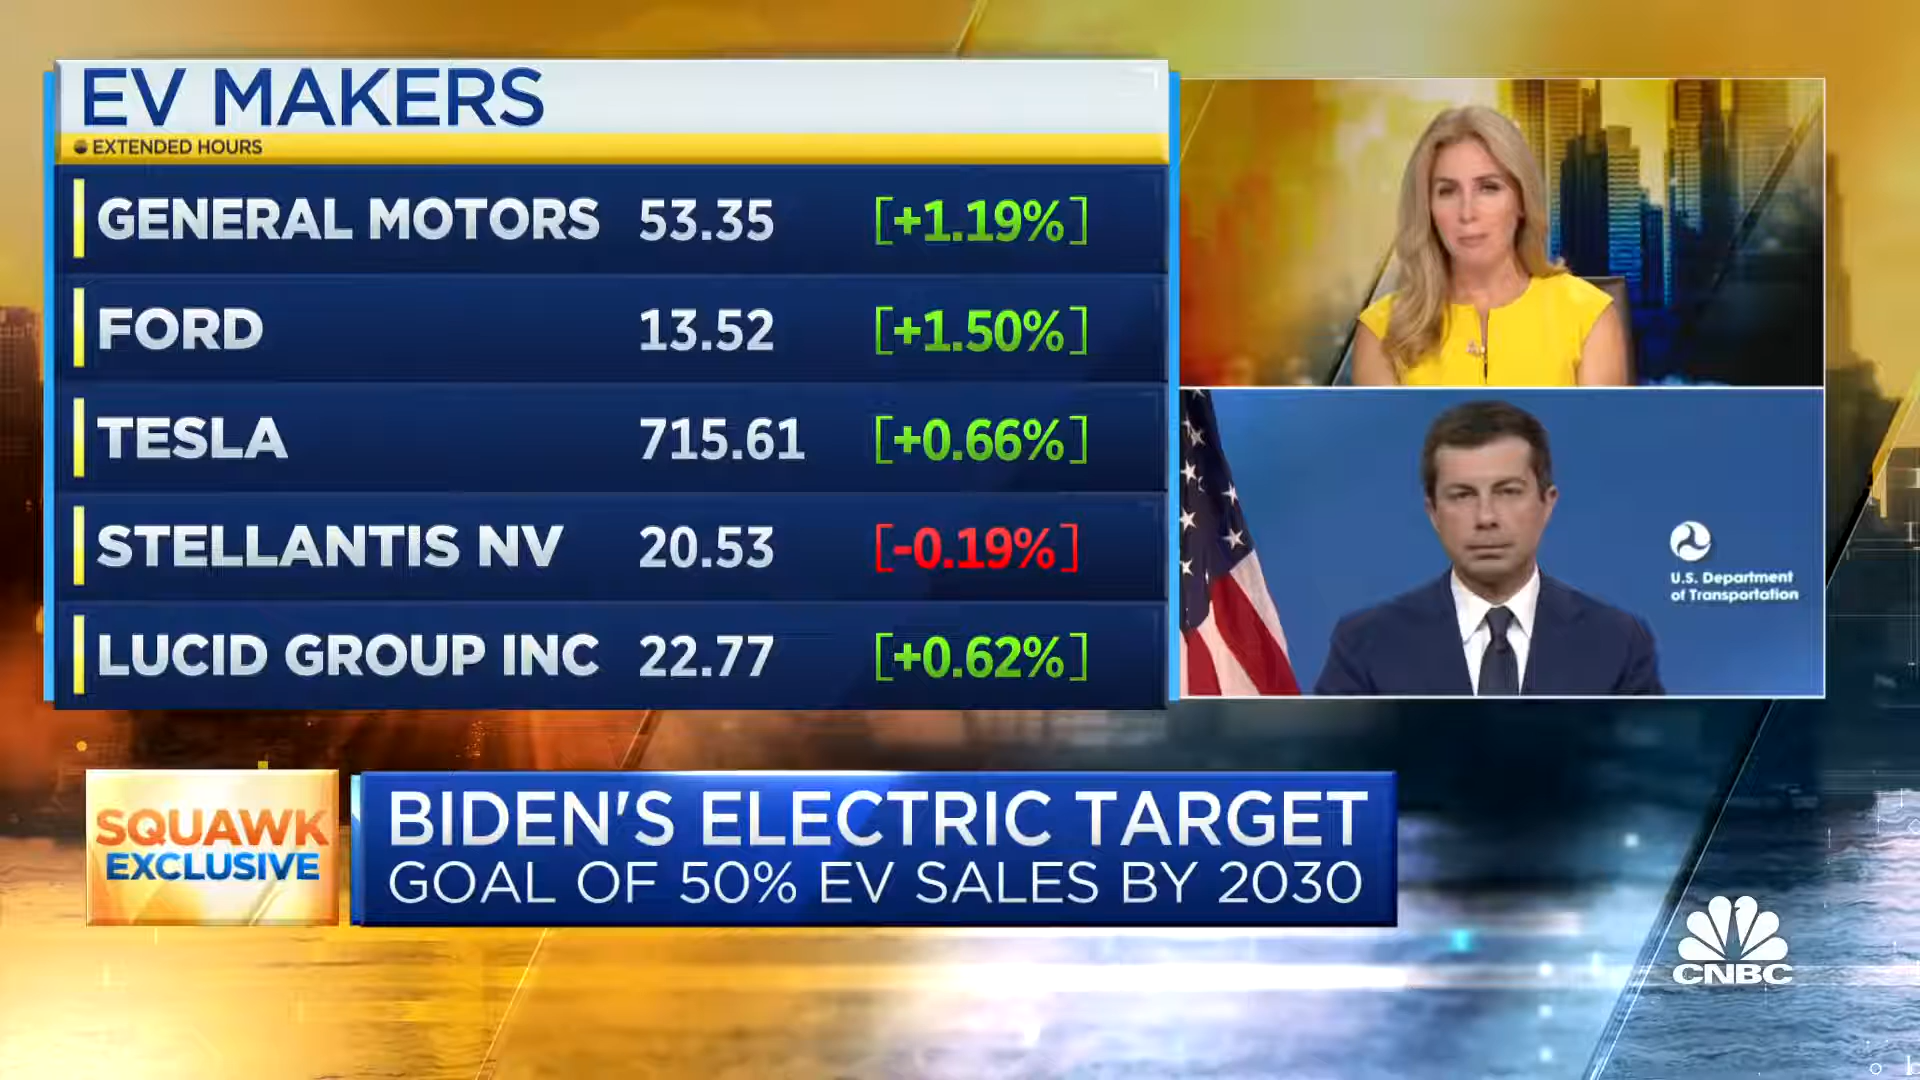 EV MAKERS
EXTENDED HOURS
GENERAL MOTORS 53.35 [+1.19%]
FORD 13.52 [+1.50%]
TESLA 715.61 [+0.66%]
STELLANTIS NV 20.53 [-0.19%]
LUCID GROUP INC 22.77 [+0.62%]
U.S. Department
of Transportation
SQUAWK
EXCLUSIVE
BIDEN'S ELECTRIC TARGET
GOAL OF 50% EV SALES BY 2030
CNBC